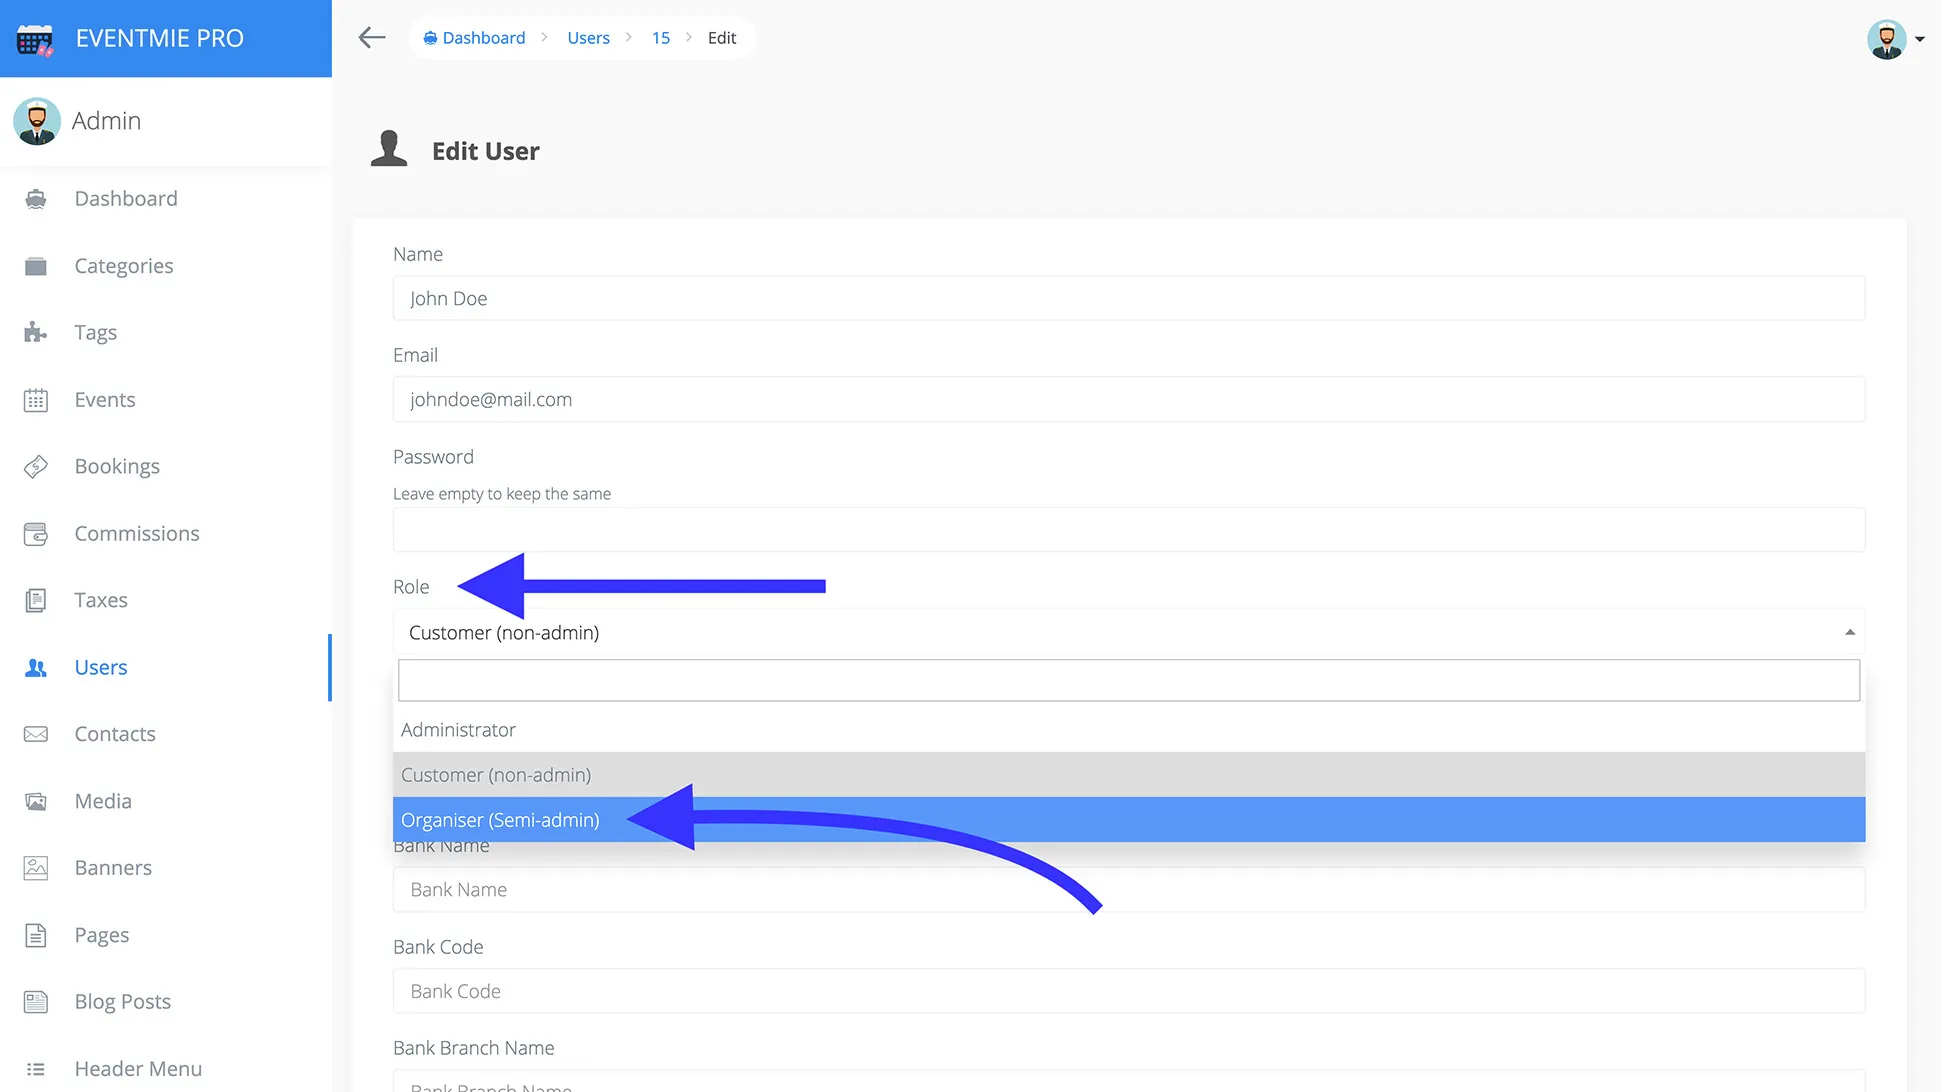 EVENTMIE PRO
Dashboard > Users > 15 > Edit
Admin
Edit User
Dashboard
Categories
Tags
Events
Bookings
Commissions
Taxes
Users
Contacts
Media
Banners
Pages
Blog Posts
Header Menu
Name
John Doe
Email
johndoe@mail.com
Password
Leave empty to keep the same
Role
Customer (non-admin)
Administrator
Customer (non-admin)
Organiser (Semi-admin)
Bank Name
Bank Name
Bank Code
Bank Code
Bank Branch Name
Bank Branch Name